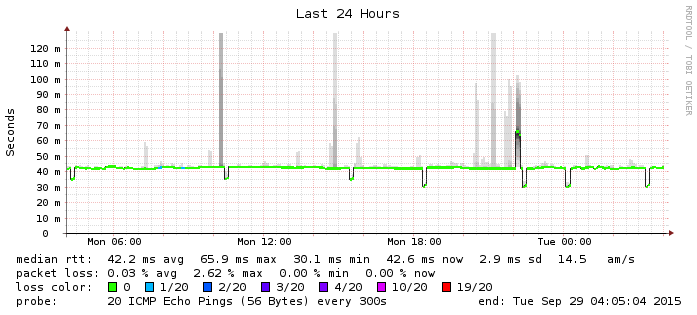 Last 24 Hours
RRDTOOL / TOBI OETIKER
Seconds
120 m
110 m
100 m
90 m
80 m
70 m
60 m
50 m
40 m
30 m
20 m
10 m
0
Mon 06:00 Mon 12:00 Mon 18:00 Tue 00:00
median rtt: 42.2 ms avg 65.9 ms max 30.1 ms min 42.6 ms now 2.9 ms sd 14.5 am/s
packet loss: 0.03 % avg 2.62 % max 0.00 % min 0.00 % now
loss color: 0 1/20 2/20 3/20 4/20 10/20 19/20
probe: 20 ICMP Echo Pings (56 Bytes) every 300s end: Tue Sep 29 04:05:04 2015